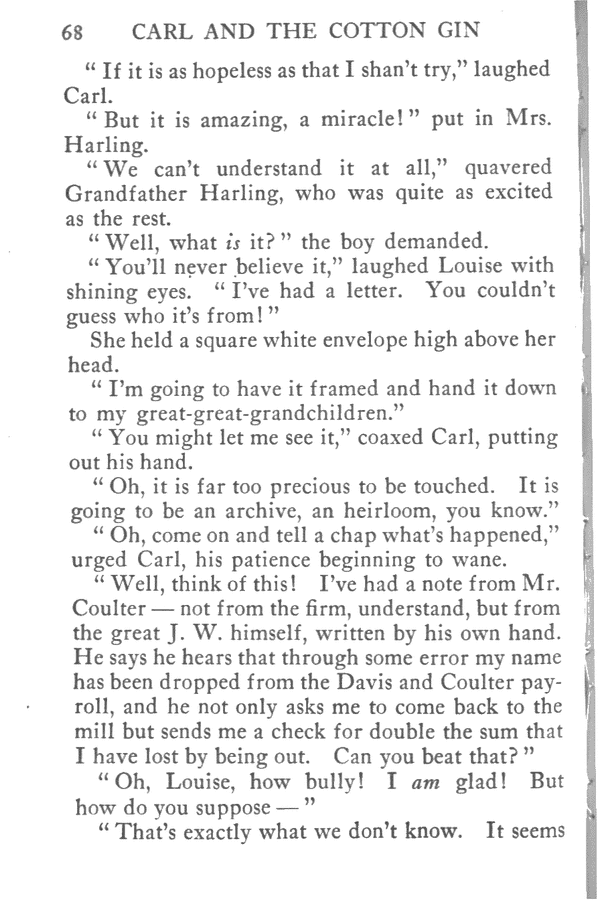 68 CARL AND THE COTTON GIN
“ If it is as hopeless as that I shan’t try,” laughed
Carl.
“ But it is amazing, a miracle! ” put in Mrs.
Harling.
“ We can’t understand it at all,” quavered
Grandfather Harling, who was quite as excited
as the rest.
“ Well, what is it? ” the boy demanded.
“ You’ll never believe it,” laughed Louise with
shining eyes. “ I’ve had a letter. You couldn’t
guess who it’s from! ”
She held a square white envelope high above her
head.
“ I’m going to have it framed and hand it down
to my great-great-grandchildren.”
“ You might let me see it,” coaxed Carl, putting
out his hand.
“ Oh, it is far too precious to be touched. It is
going to be an archive, an heirloom, you know.”
“ Oh, come on and tell a chap what’s happened,”
urged Carl, his patience beginning to wane.
“ Well, think of this! I’ve had a note from Mr.
Coulter — not from the firm, understand, but from
the great J. W. himself, written by his own hand.
He says he hears that through some error my name
has been dropped from the Davis and Coulter pay-
roll, and he not only asks me to come back to the
mill but sends me a check for double the sum that
I have lost by being out. Can you beat that? ”
“ Oh, Louise, how bully! I am glad! But
how do you suppose — ”
“ That’s exactly what we don’t know. It seems